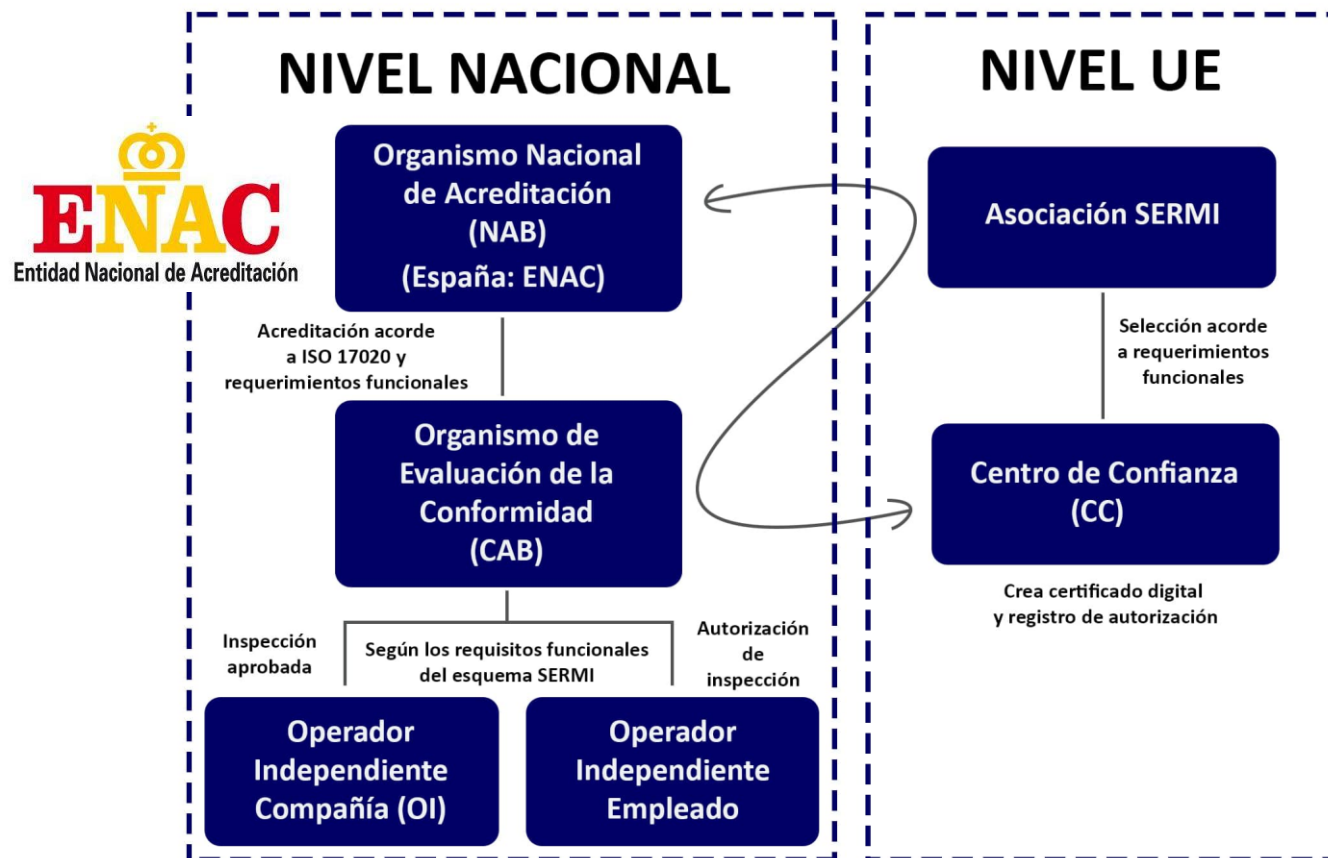 NIVEL NACIONAL
ENAC
Entidad Nacional de Acreditación
Organismo Nacional
de Acreditación
(NAB)
(España: ENAC)
Acreditación acorde
a ISO 17020 y
requerimientos funcionales
Organismo de
Evaluación de la
Conformidad
(CAB)
Inspección
aprobada
Según los requisitos funcionales
del esquema SERMI
Autorización
de
inspección
Operador
Independiente
Compañía (OI)
Operador
Independiente
Empleado
NIVEL UE
Asociación SERMI
Selección acorde
a requerimientos
funcionales
Centro de Confianza
(CC)
Crea certificado digital
y registro de autorización